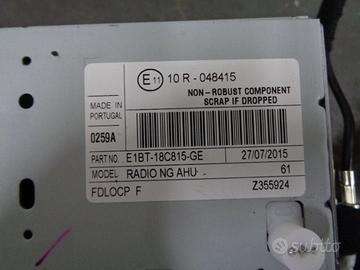 E11 10 R - 048415
NON - ROBUST COMPONENT
SCRAP IF DROPPED
MADE IN
PORTUGAL
0259A
PART NO. E1BT-18C815-GE 27/07/2015
MODEL RADIO NG AHU 61
FDLOCP F Z355924
subito